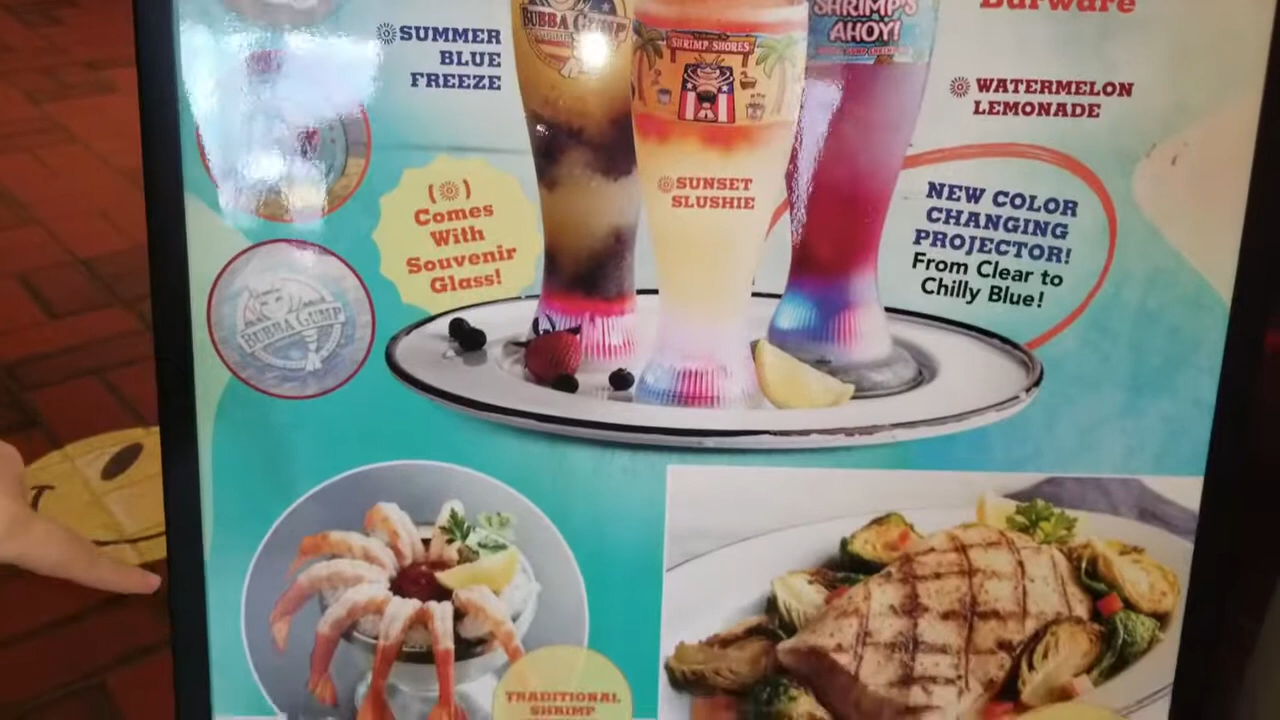 Barware
SUMMER
BLUE
FREEZE
BUBBA GUMP
SHRIMP SHORES
SHRIMP'S
AHOY!
WATERMELON
LEMONADE
SUNSET
SLUSHIE
( )
Comes
With
Souvenir
Glass!
NEW COLOR
CHANGING
PROJECTOR!
From Clear to
Chilly Blue!
BUBBA GUMP
TRADITIONAL
SHRIMP